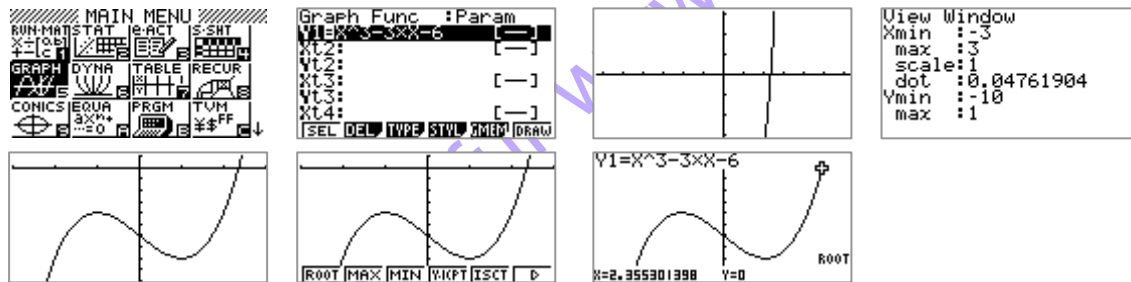 MAIN MENU
RUN-MAT STAT e-ACT S-SHT
GRAPH DYNA TABLE RECUR
CONICS EQUA PRGM TVM
Graph Func :Param
Y1=X^3-3×X-6 [—]
Xt2:
Yt2: [—]
Xt3:
Yt3: [—]
Xt4:
SEL DEL TYPE STYL GMEM DRAW
View Window
Xmin :-3
max :3
scale:1
dot :0.04761904
Ymin :-10
max :1
ROOT MAX MIN Y-ICPT ISCT
Y1=X^3-3×X-6
ROOT
X=2.355301398 Y=0